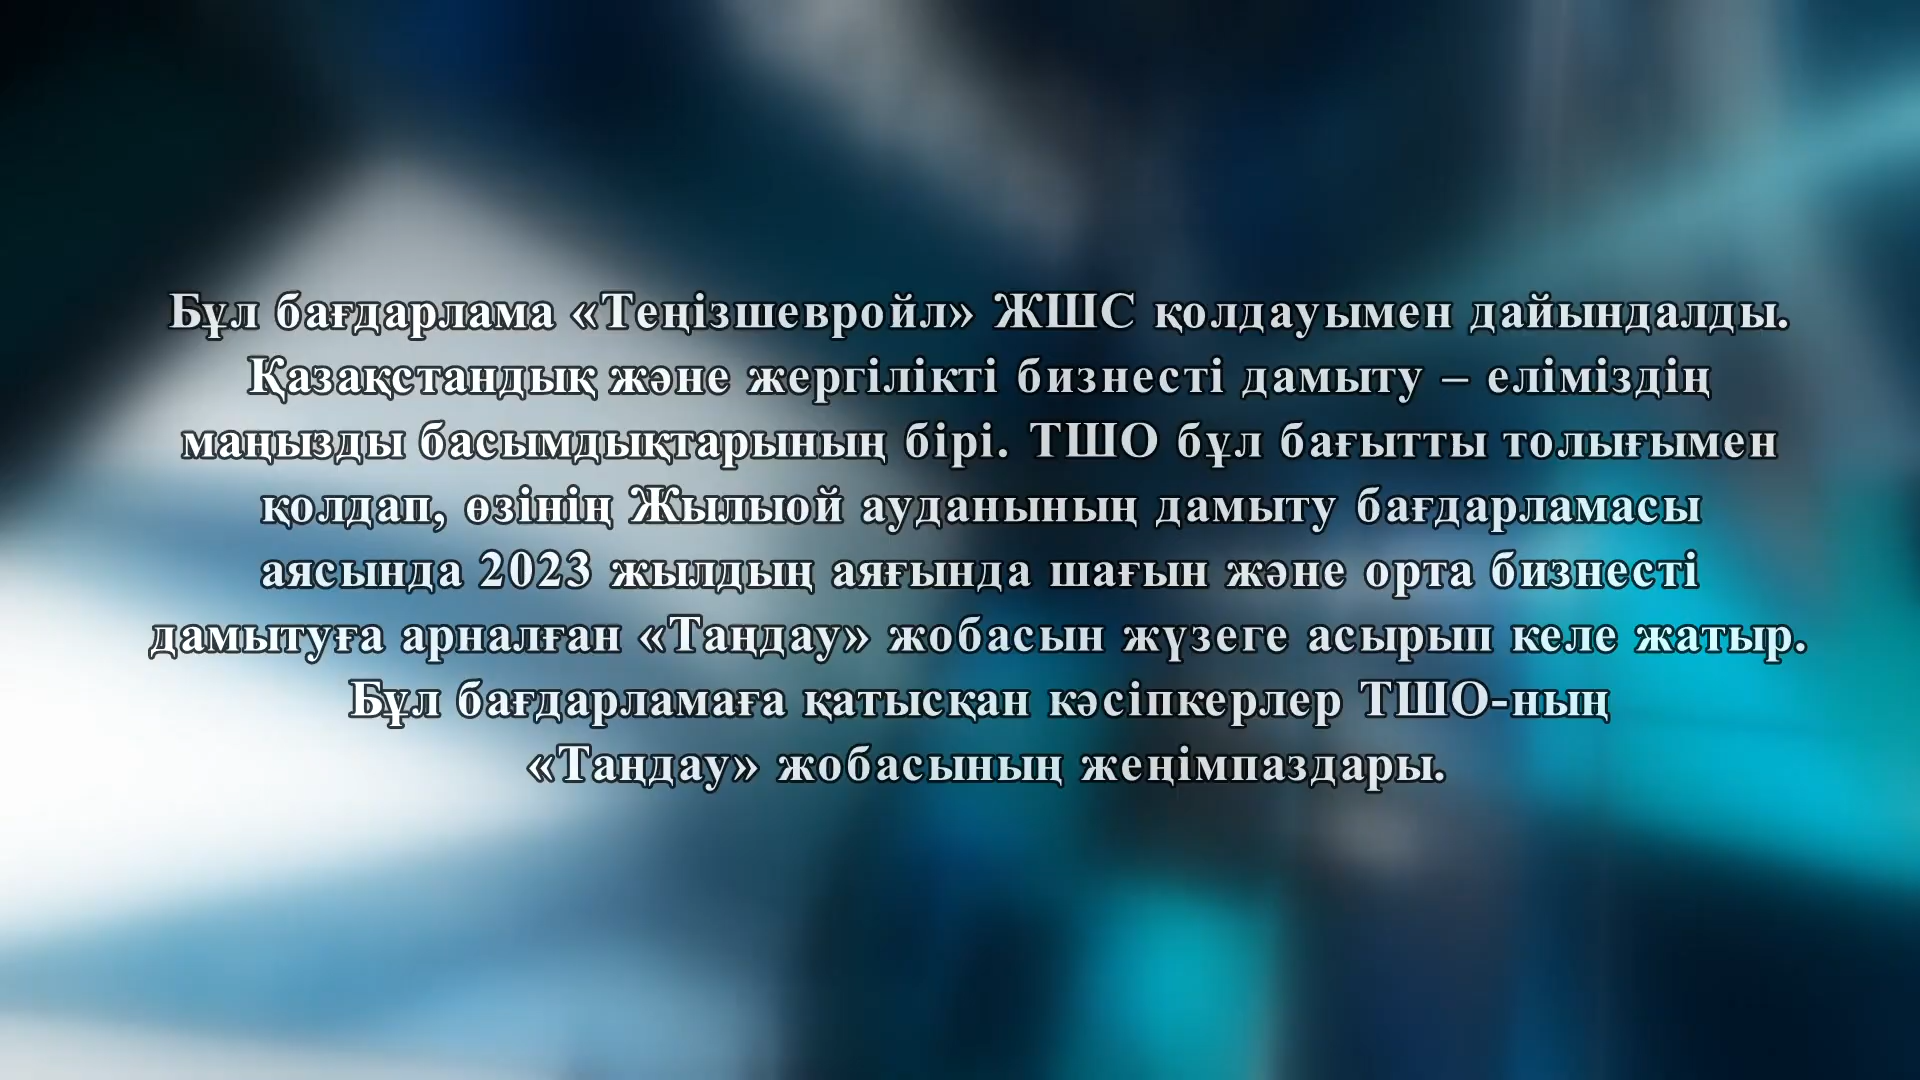 Бұл бағдарлама «Теңізшевройл» ЖШС қолдауымен дайындалды.
Қазақстандық және жергілікті бизнесті дамыту – еліміздің
маңызды басымдықтарының бірі. ТШО бұл бағытты толығымен
қолдап, өзінің Жылыой ауданының дамыту бағдарламасы
аясында 2023 жылдың аяғында шағын және орта бизнесті
дамытуға арналған «Таңдау» жобасын жүзеге асырып келе жатыр.
Бұл бағдарламаға қатысқан кәсіпкерлер ТШО-ның
«Таңдау» жобасының жеңімпаздары.